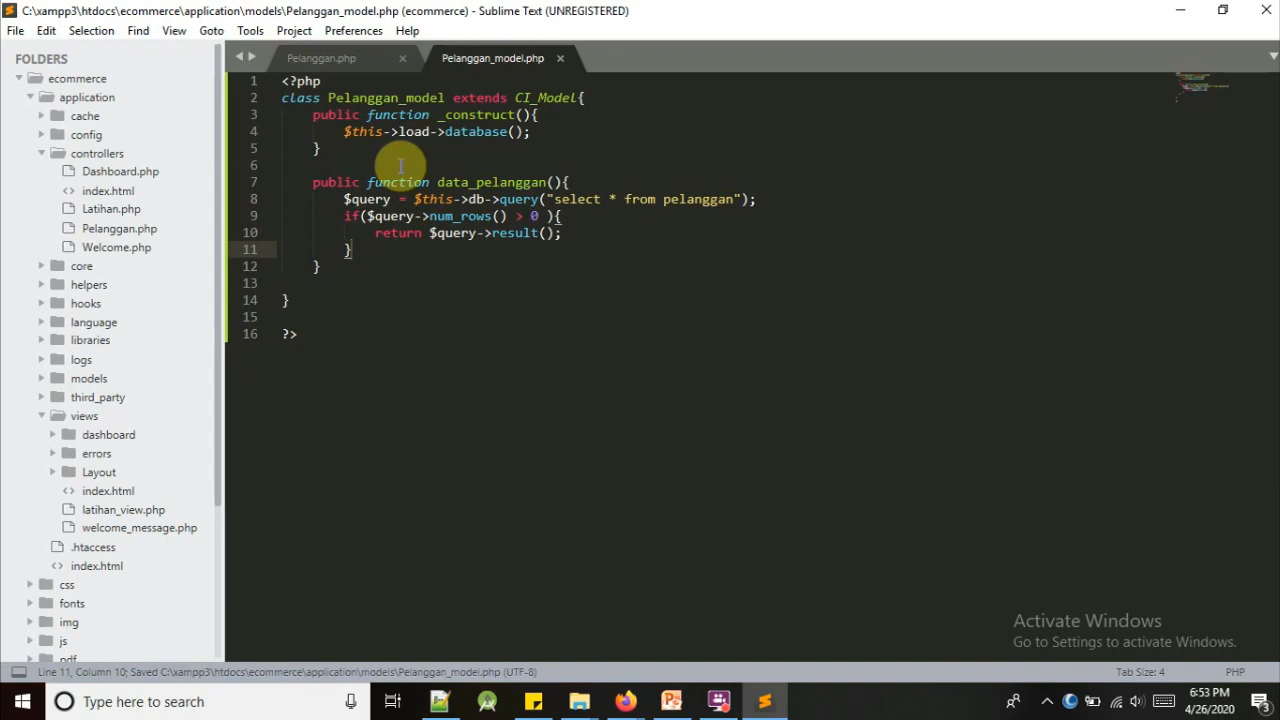 C:\xampp3\htdocs\ecommerce\application\models\Pelanggan_model.php (ecommerce) - Sublime Text (UNREGISTERED)
File Edit Selection Find View Goto Tools Project Preferences Help
FOLDERS
ecommerce
application
cache
config
controllers
Dashboard.php
index.html
Latihan.php
Pelanggan.php
Welcome.php
core
helpers
hooks
language
libraries
logs
models
third_party
views
dashboard
errors
Layout
index.html
latihan_view.php
welcome_message.php
.htaccess
index.html
css
fonts
img
js
pdf
Pelanggan.php
Pelanggan_model.php
1 <?php
2 class Pelanggan_model extends CI_Model{
3 public function _construct(){
4 $this->load->database();
5 }
6
7 public function data_pelanggan(){
8 $query = $this->db->query("select * from pelanggan");
9 if($query->num_rows() > 0 ){
10 return $query->result();
11 }
12 }
13
14 }
15
16 ?>
Activate Windows
Go to Settings to activate Windows.
Line 11, Column 10; Saved C:\xampp3\htdocs\ecommerce\application\models\Pelanggan_model.php (UTF-8)
Tab Size: 4
PHP
Type here to search
6:53 PM
4/26/2020
3